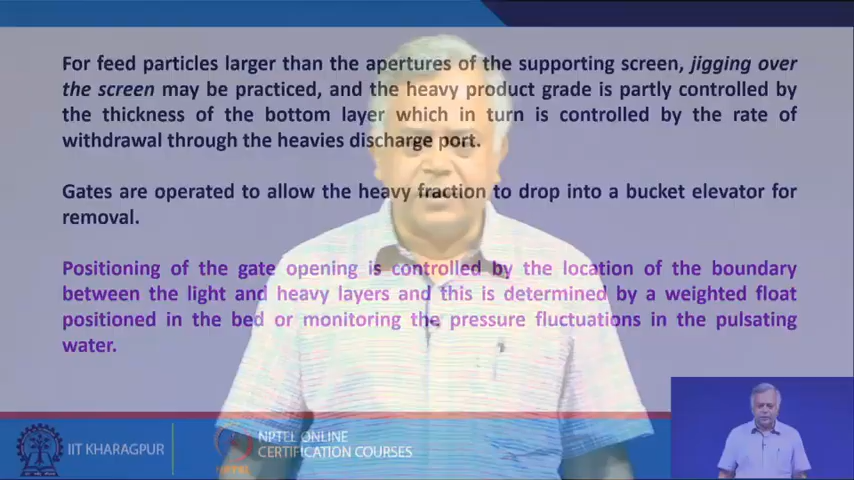 For feed particles larger than the apertures of the supporting screen, jigging over
the screen may be practiced, and the heavy product grade is partly controlled by
the thickness of the bottom layer which in turn is controlled by the rate of
withdrawal through the heavies discharge port.
Gates are operated to allow the heavy fraction to drop into a bucket elevator for
removal.
Positioning of the gate opening is controlled by the location of the boundary
between the light and heavy layers and this is determined by a weighted float
positioned in the bed or monitoring the pressure fluctuations in the pulsating
water.
IIT KHARAGPUR
NPTEL ONLINE
CERTIFICATION COURSES